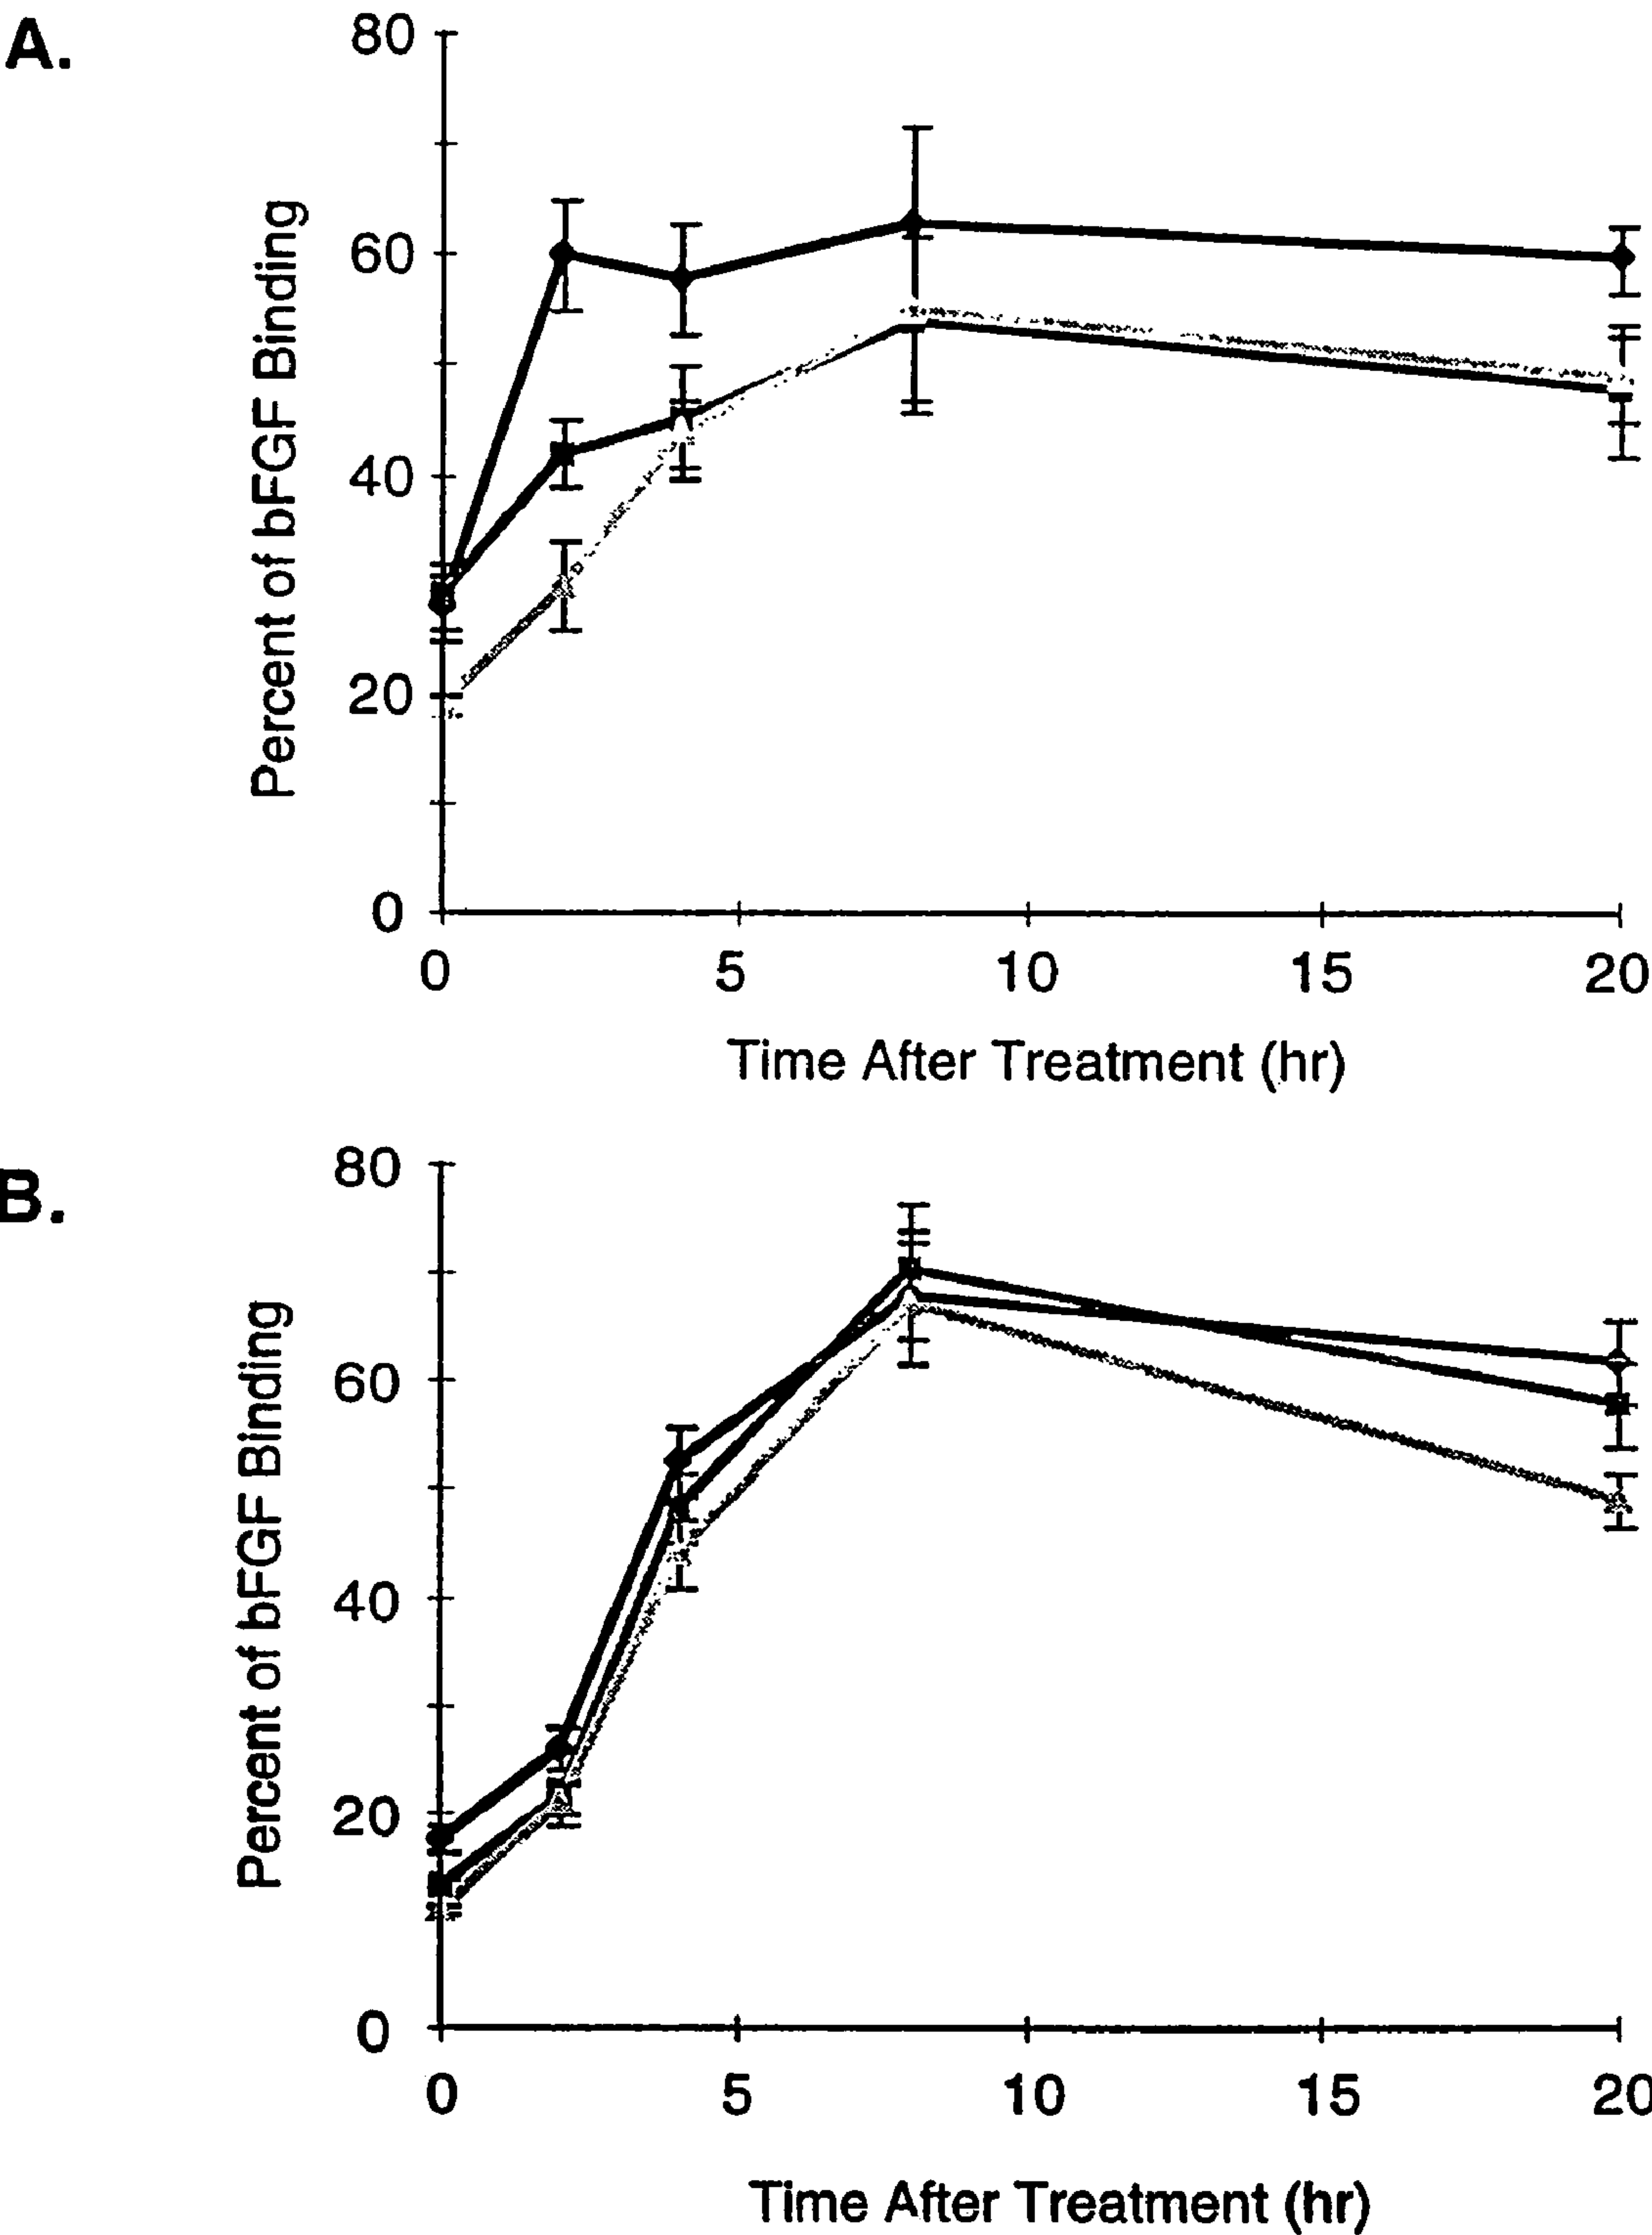 A.
80
60
40
20
0
Percent of bFGF Binding
0 5 10 15 20
Time After Treatment (hr)
B.
80
60
40
20
0
Percent of bFGF Binding
0 5 10 15 20
Time After Treatment (hr)